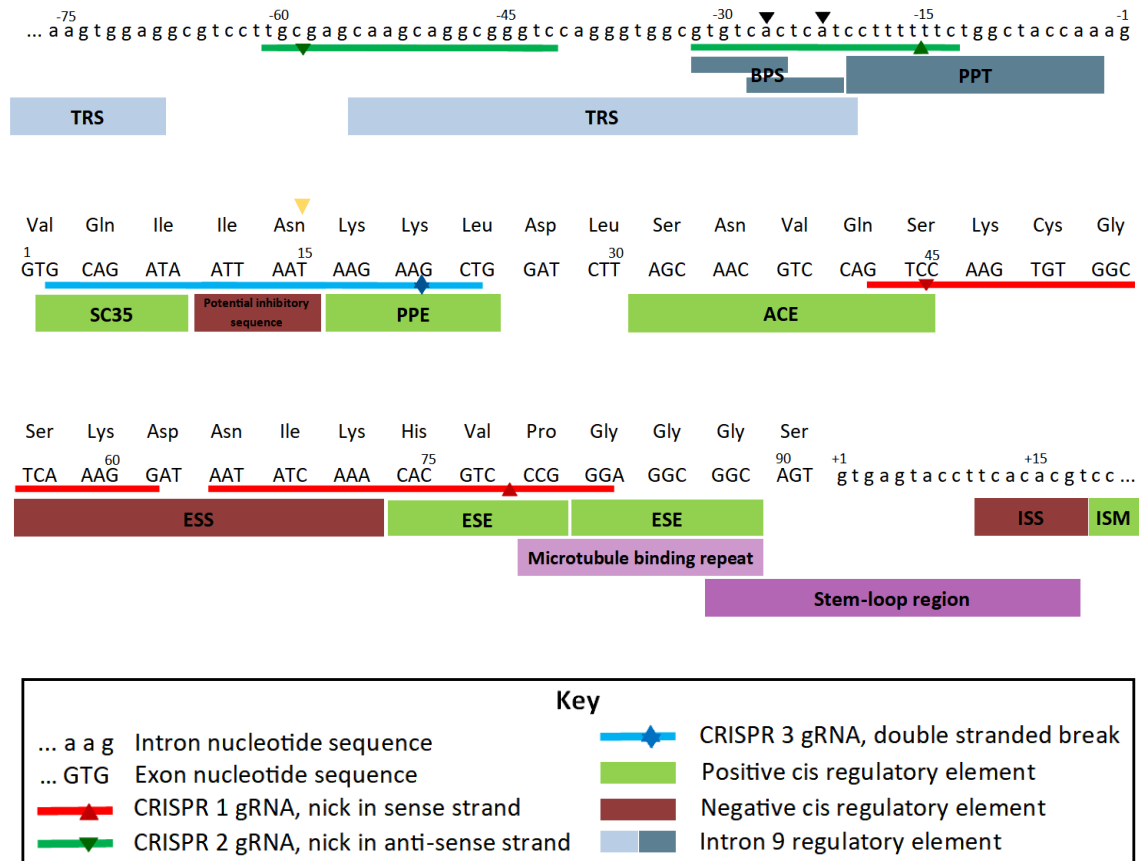 -75 -60 -45 -30 -15 -1
... a a g t g g a g g c g t c c t t g c g a g c a a g c a g g c g g g t c c a g g g t g g c g t g t c a c t c a t c c t t t t t t c t g g c t a c c a a a g
BPS PPT
TRS TRS
Val Gln Ile Ile Asn Lys Lys Leu Asp Leu Ser Asn Val Gln Ser Lys Cys Gly
1 15 30 45
GTG CAG ATA ATT AAT AAG AAG CTG GAT CTT AGC AAC GTC CAG TCC AAG TGT GGC
SC35 Potential inhibitory sequence PPE ACE
Ser Lys Asp Asn Ile Lys His Val Pro Gly Gly Gly Ser
60 75 90 +1 +15
TCA AAG GAT AAT ATC AAA CAC GTC CCG GGA GGC GGC AGT g t g a g t a c c t t c a c a c g t c c ...
ESS ESE ESE ISS ISM
Microtubule binding repeat
Stem-loop region
Key
... a a g Intron nucleotide sequence
... GTG Exon nucleotide sequence
CRISPR 1 gRNA, nick in sense strand
CRISPR 2 gRNA, nick in anti-sense strand
CRISPR 3 gRNA, double stranded break
Positive cis regulatory element
Negative cis regulatory element
Intron 9 regulatory element